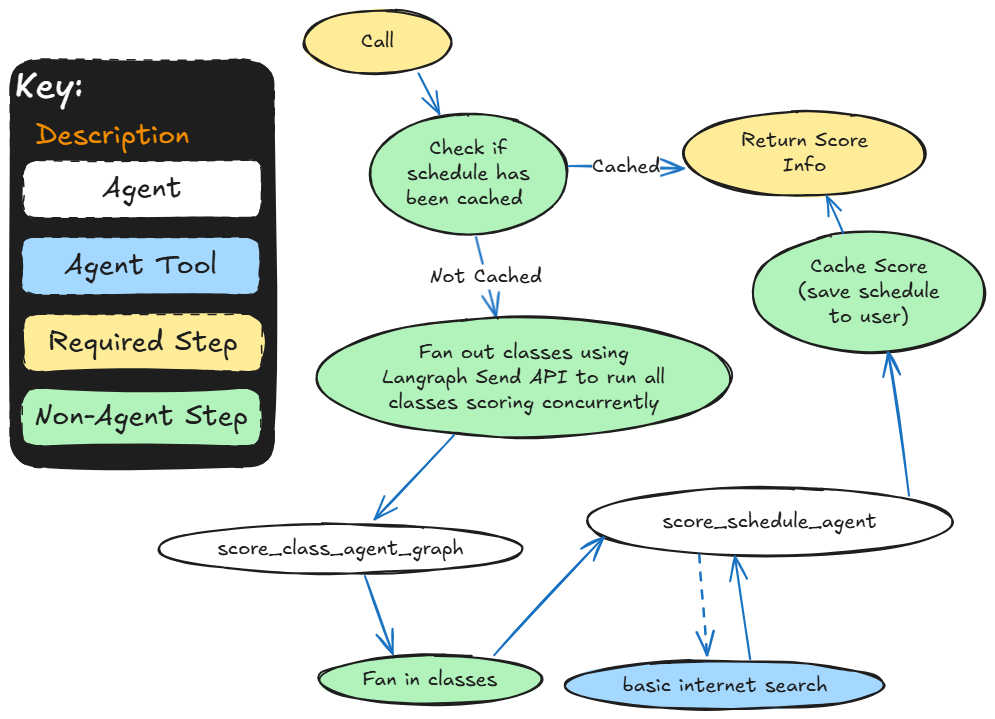 Key:
Description
Agent
Agent Tool
Required Step
Non-Agent Step
Call
Check if
schedule has
been cached
Cached
Return Score
Info
Not Cached
Cache Score
(save schedule
to user)
Fan out classes using
Langraph Send API to run all
classes scoring concurrently
score_class_agent_graph
score_schedule_agent
Fan in classes
basic internet search